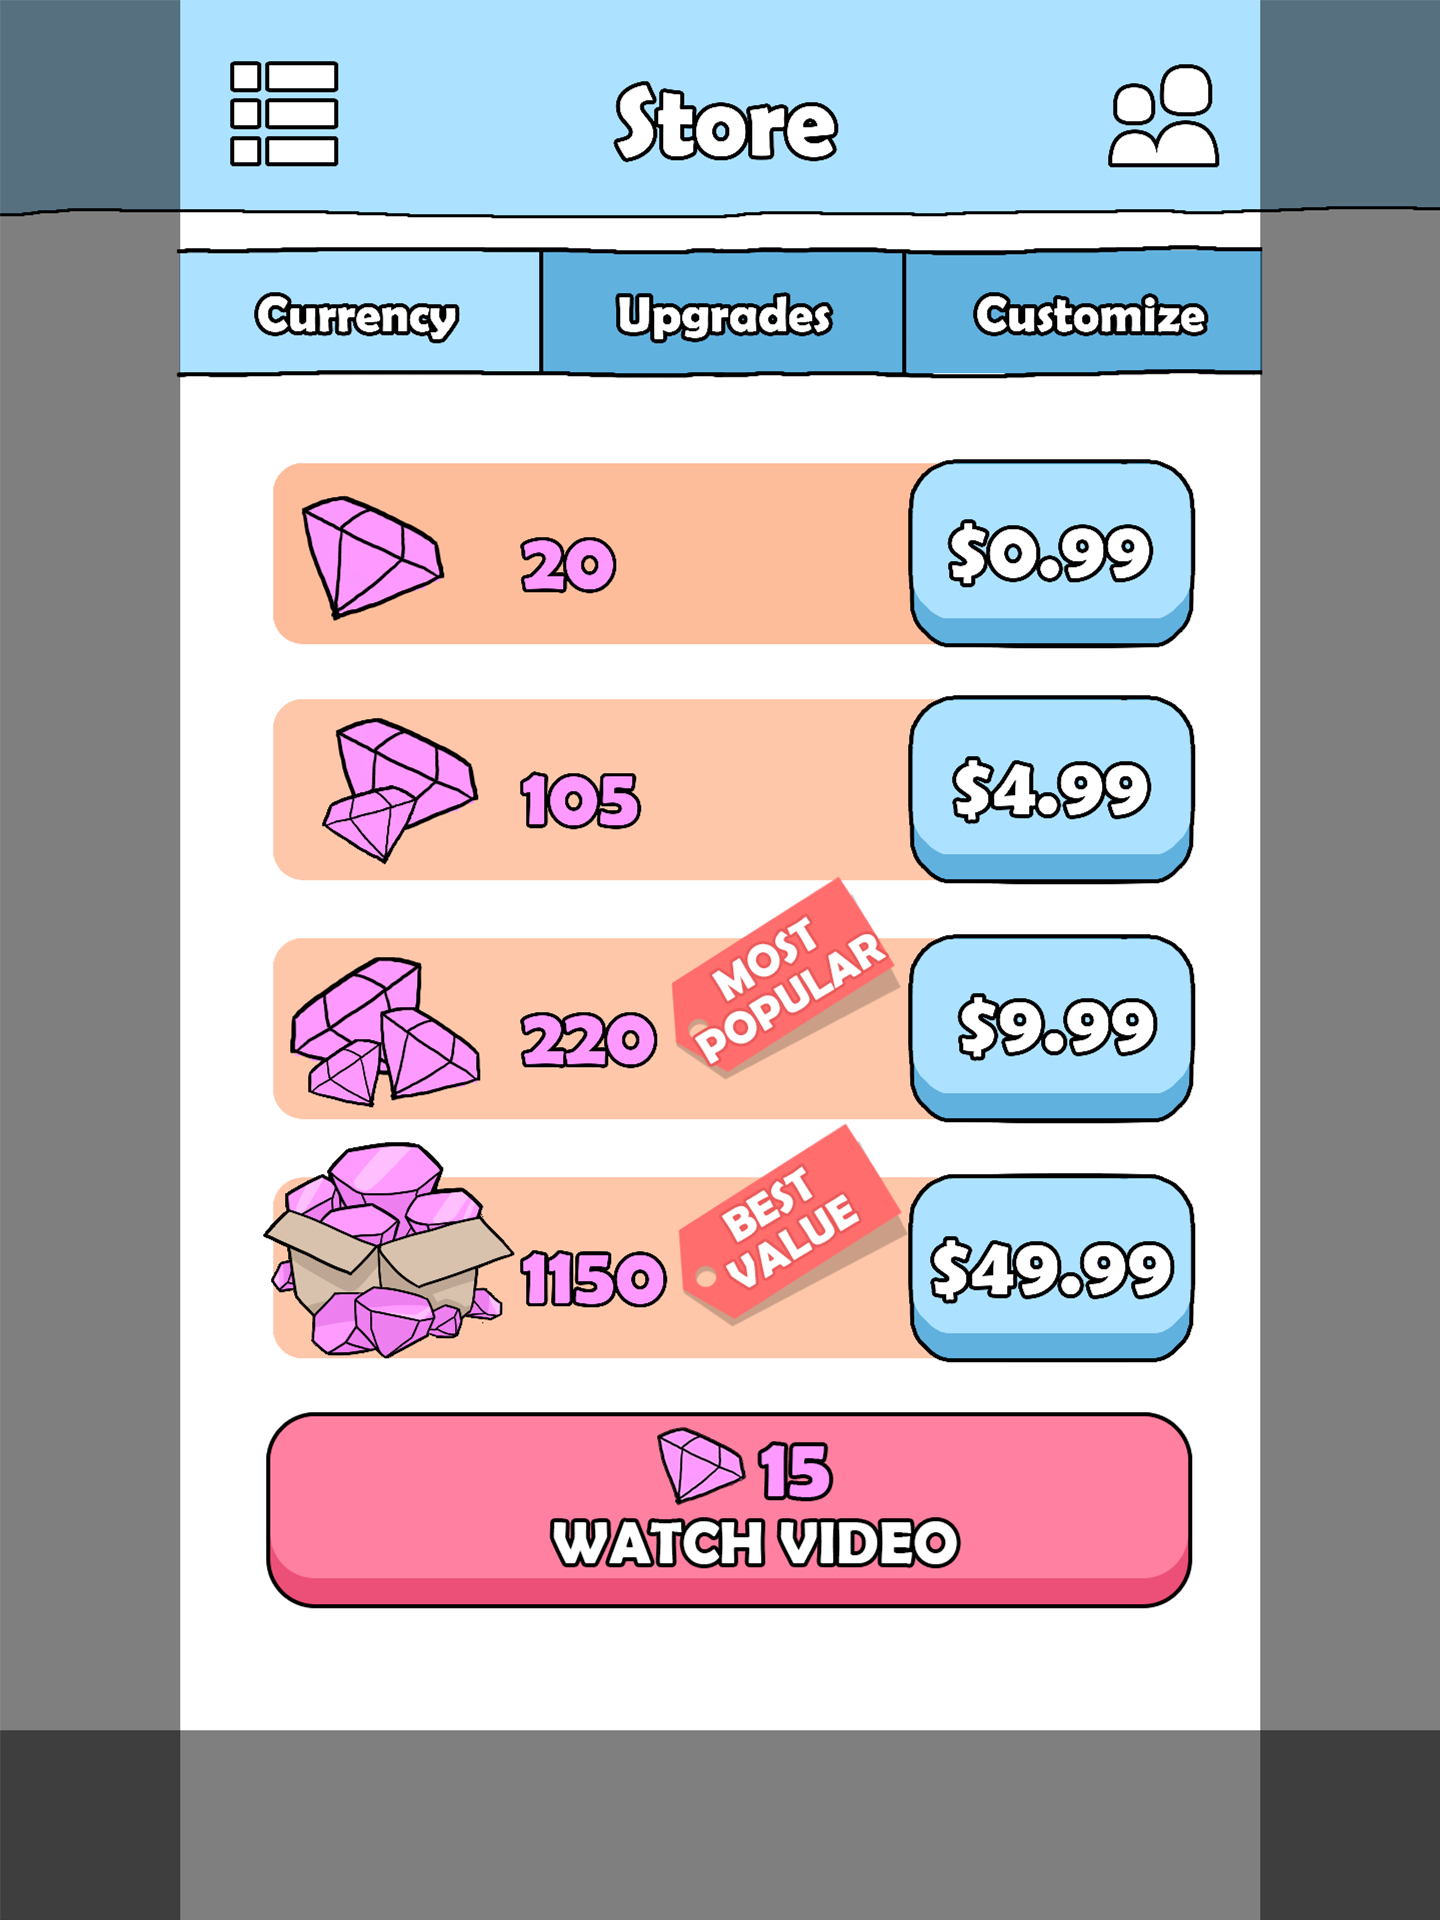 Store
Currency
Upgrades
Customize
20
$0.99
105
$4.99
220
MOST
POPULAR
$9.99
1150
BEST
VALUE
$49.99
15
WATCH VIDEO